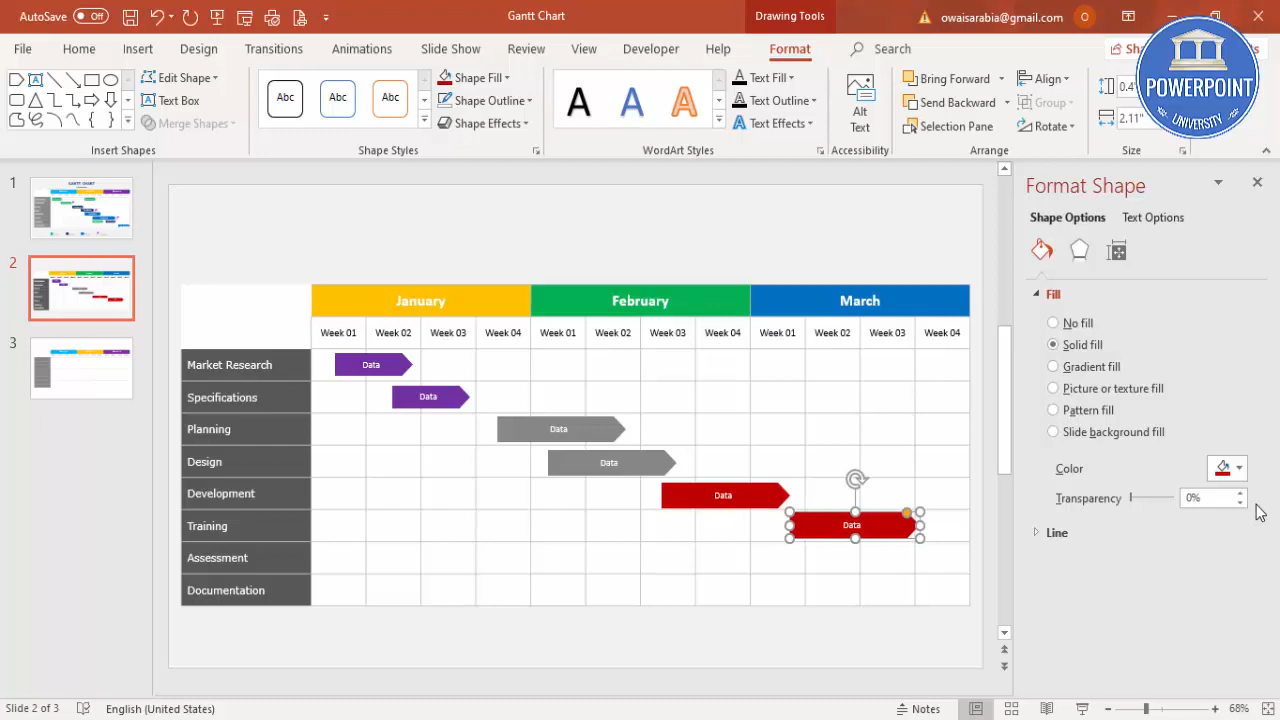 AutoSave Off
Gantt Chart
Drawing Tools
owaisarabia@gmail.com
O
File Home Insert Design Transitions Animations Slide Show Review View Developer Help Format Search
Edit Shape
Text Box
Merge Shapes
Insert Shapes
Abc Abc Abc
Shape Fill
Shape Outline
Shape Effects
Shape Styles
A A A
Text Fill
Text Outline
Text Effects
WordArt Styles
Alt
Text
Accessibility
Bring Forward
Send Backward
Selection Pane
Align
Group
Rotate
Arrange
2.11"
Size
POWERPOINT
UNIVERSITY
1
2
3
January February March
Week 01 Week 02 Week 03 Week 04 Week 01 Week 02 Week 03 Week 04 Week 01 Week 02 Week 03 Week 04
Market Research Data
Specifications Data
Planning Data
Design Data
Development Data
Training Data
Assessment
Documentation
Format Shape
Shape Options Text Options
Fill
No fill
Solid fill
Gradient fill
Picture or texture fill
Pattern fill
Slide background fill
Color
Transparency 0%
Line
Slide 2 of 3 English (United States) Notes 68%